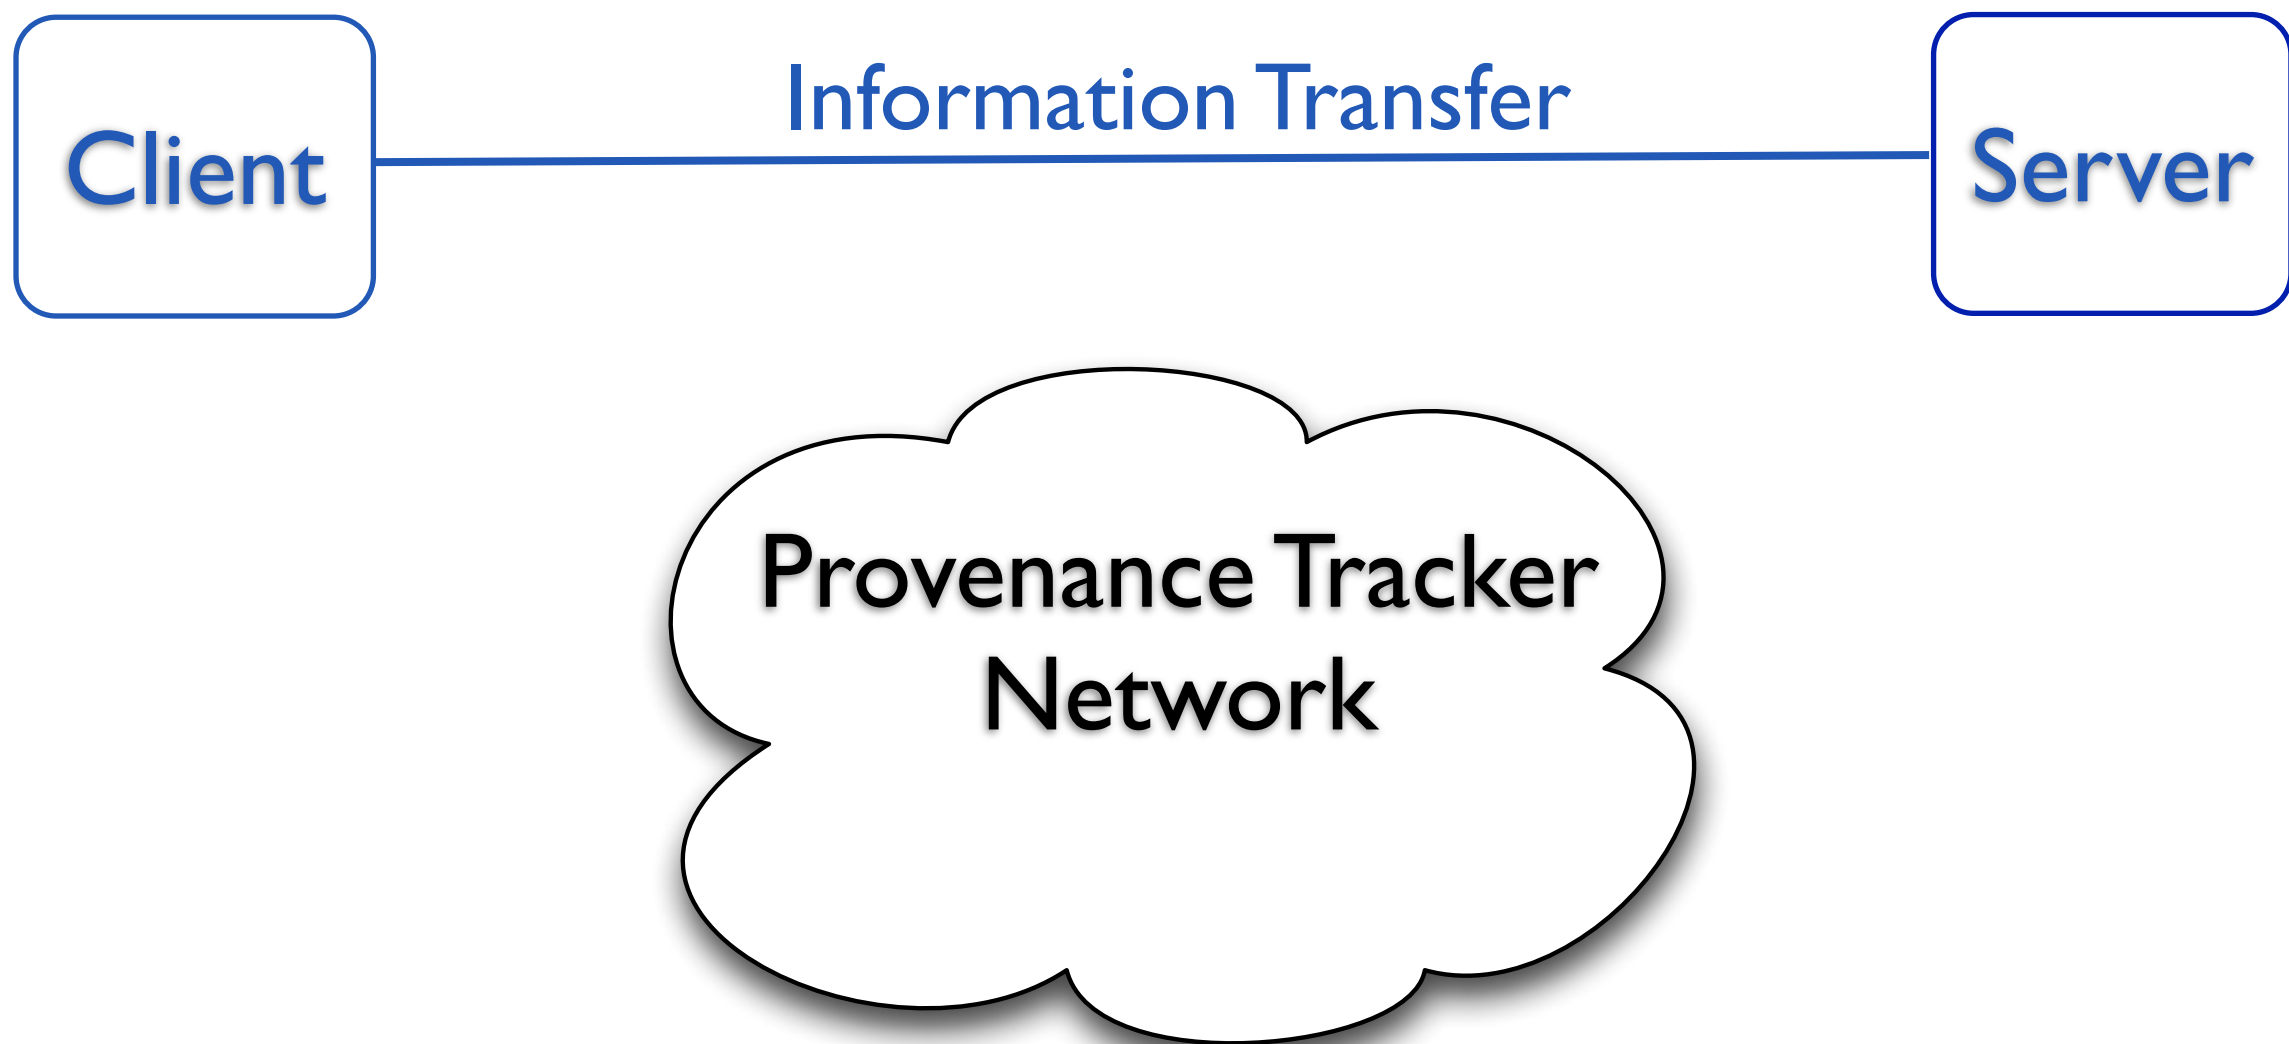 Information Transfer
Client
Server
Provenance Tracker
Network